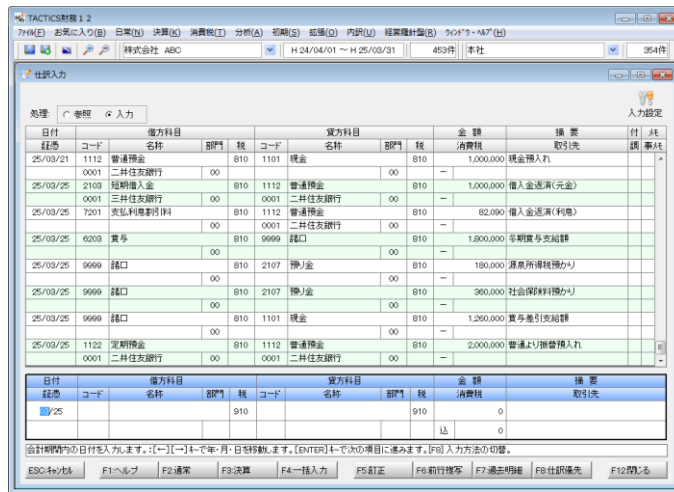 TACTICS財務12
ファイル(F) お気に入り(B) 日常(N) 決算(K) 消費税(T) 分析(A) 初期(S) 拡張(O) 内訳(U) 経営羅針盤(R) ウィンドウ・ヘルプ(H)
株式会社 ABC H 24/04/01 ～ H 25/03/31 453件 本社 354件
仕訳入力
処理: 参照 入力 入力設定
日付 借方科目 貸方科目 金 額 摘 要 付 メモ
証憑 コード 名称 部門 税 コード 名称 部門 税 消費税 取引先 調 事メモ
25/03/21 1112 普通預金 810 1101 現金 810 1,000,000 現金預入れ
0001 二井住友銀行 00 00 －
25/03/25 2103 短期借入金 810 1112 普通預金 810 1,000,000 借入金返済(元金)
0001 三井住友銀行 00 0001 二井住友銀行 00 －
25/03/25 7201 支払利息割引料 810 1112 普通預金 810 82,090 借入金返済(利息)
00 0001 二井住友銀行 00 －
25/03/25 6203 賞与 810 9999 諸口 810 1,800,000 冬期賞与支給額
00 00 －
25/03/25 9999 諸口 810 2107 預り金 810 180,000 源泉所得税預かり
00 00 －
25/03/25 9999 諸口 810 2107 預り金 810 360,000 社会保険料預かり
00 00 －
25/03/25 9999 諸口 810 1101 現金 810 1,260,000 賞与差引支給額
00 00 －
25/03/25 1122 定期預金 810 1112 普通預金 810 2,000,000 普通より振替預入れ
0001 二井住友銀行 00 0001 二井住友銀行 00 －
日付 借方科目 貸方科目 金 額 摘 要
証憑 コード 名称 部門 税 コード 名称 部門 税 消費税 取引先
03/25 910 910 0
込 0
会計期間内の日付を入力します。:[←][→]キーで年・月・日を移動します。[ENTER]キーで次の項目に進みます。[F8]入力方法の切替。
ESC:キャンセル F1:ヘルプ F2:通常 F3:決算 F4:一括入力 F5:訂正 F6:前行複写 F7:過去明細 F8:仕訳優先 F12:閉じる